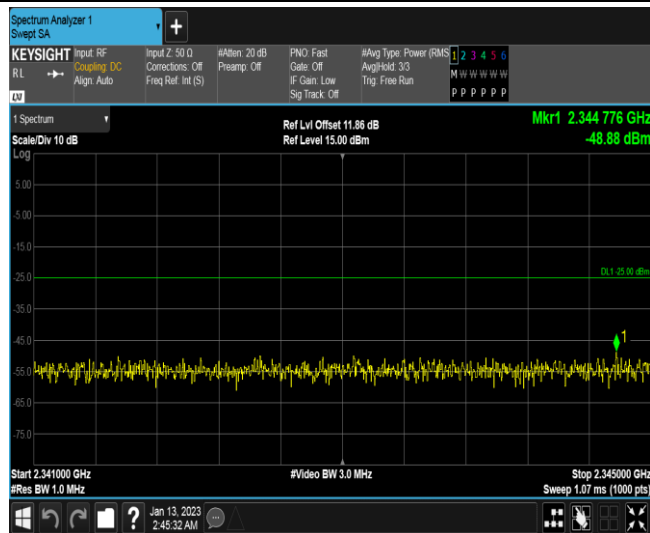 Spectrum Analyzer 1
Swept SA
+
KEYSIGHT
RL
LXI
Input: RF
Coupling: DC
Align: Auto
Input Z: 50 Ω
Corrections: Off
Freq Ref: Int (S)
#Atten: 20 dB
Preamp: Off
PNO: Fast
Gate: Off
IF Gain: Low
Sig Track: Off
#Avg Type: Power (RMS
Avg|Hold: 3/3
Trig: Free Run
1 2 3 4 5 6
M W W W W W
P P P P P P
1 Spectrum
Scale/Div 10 dB
Log
Ref Lvl Offset 11.86 dB
Ref Level 15.00 dBm
Mkr1 2.344 776 GHz
-48.88 dBm
5.00
-5.00
-15.0
-25.0
DL1 -25.00 dBm
-35.0
-45.0
1
-55.0
-65.0
-75.0
Start 2.341000 GHz
#Res BW 1.0 MHz
#Video BW 3.0 MHz
Stop 2.345000 GHz
Sweep 1.07 ms (1000 pts)
?
Jan 13, 2023
2:45:32 AM